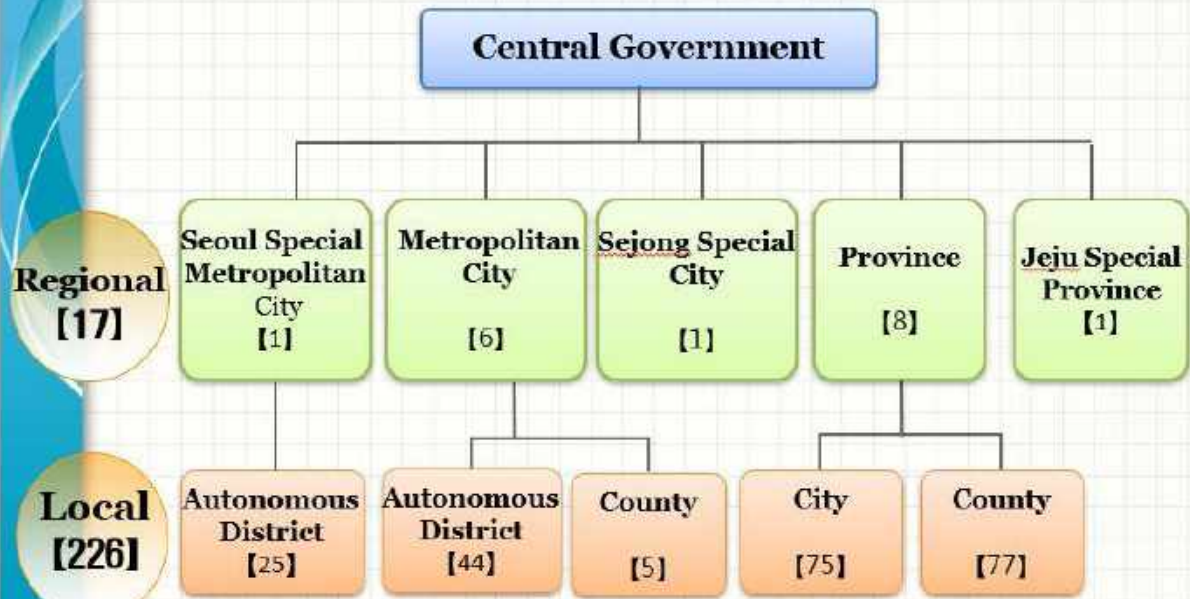 Central Government
Regional
【17】
Seoul Special
Metropolitan
City
【1】
Metropolitan
City
【6】
Sejong Special
City
【1】
Province
【8】
Jeju Special
Province
【1】
Local
【226】
Autonomous
District
【25】
Autonomous
District
【44】
County
【5】
City
【75】
County
【77】